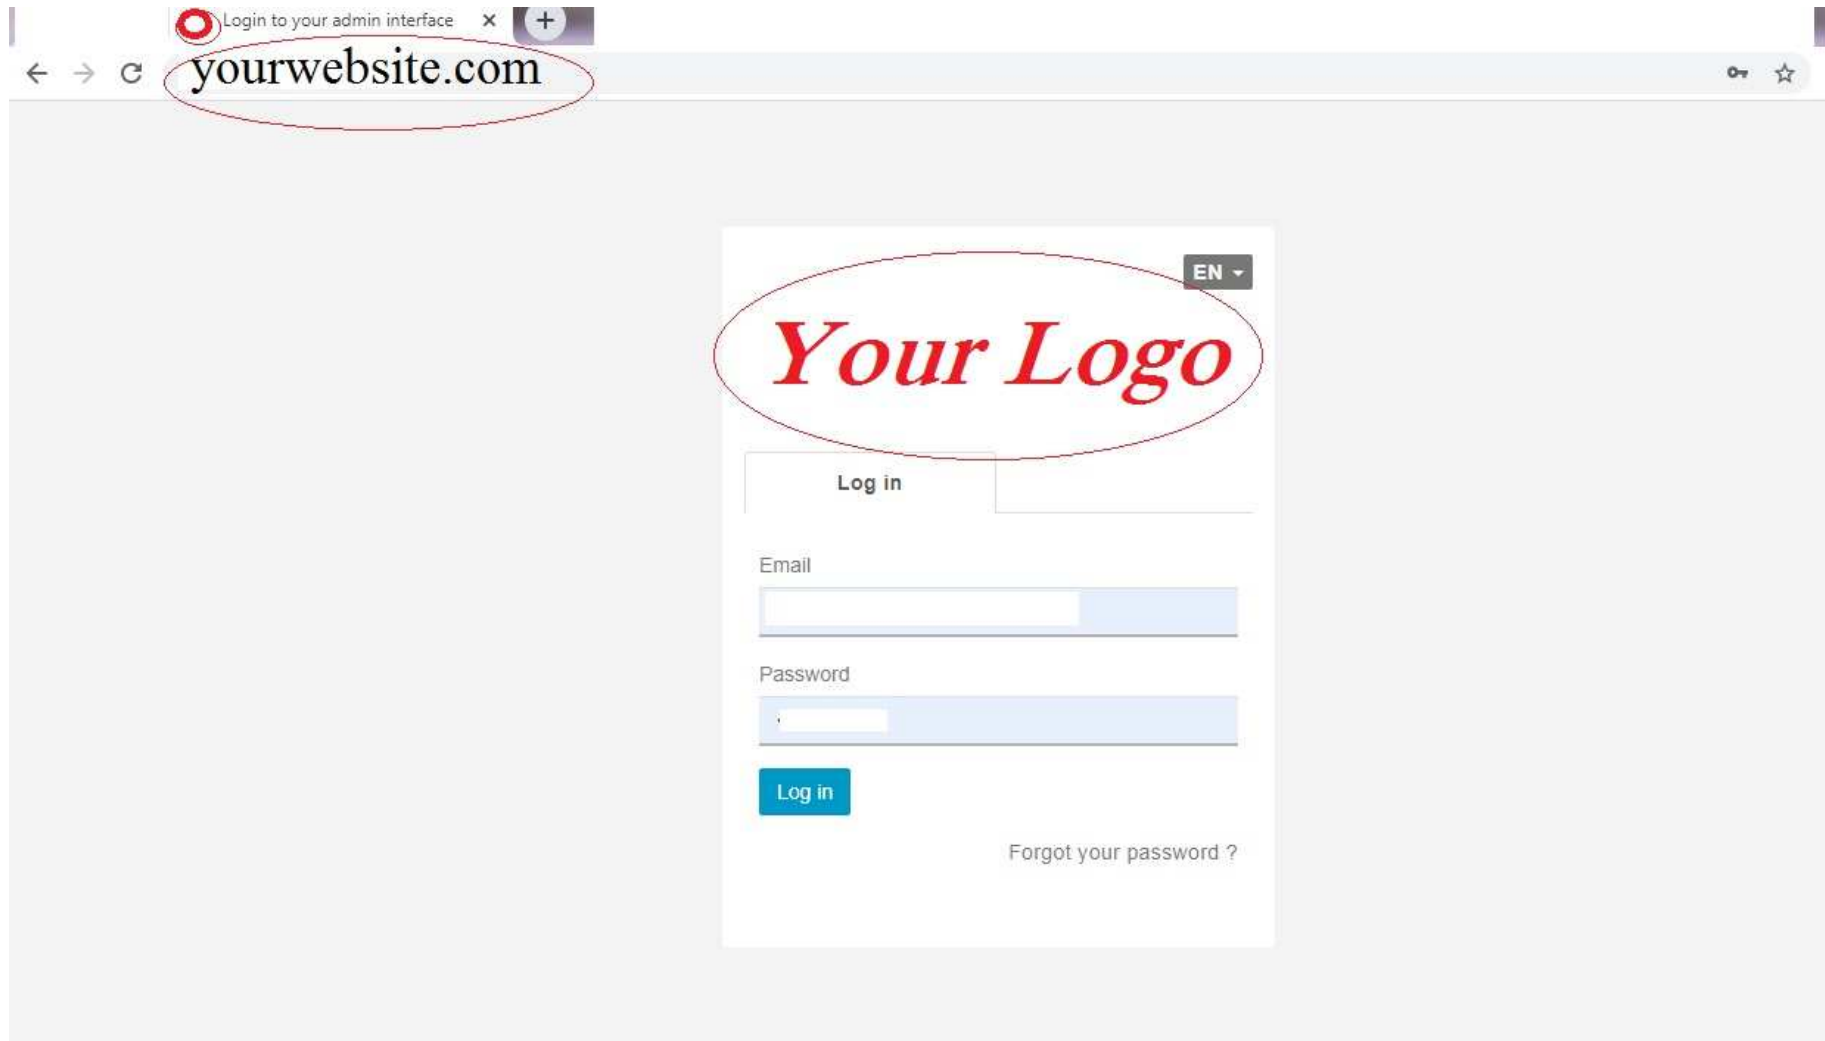 Login to your admin interface
yourwebsite.com
EN
Your Logo
Log in
Email
Password
Log in
Forgot your password ?